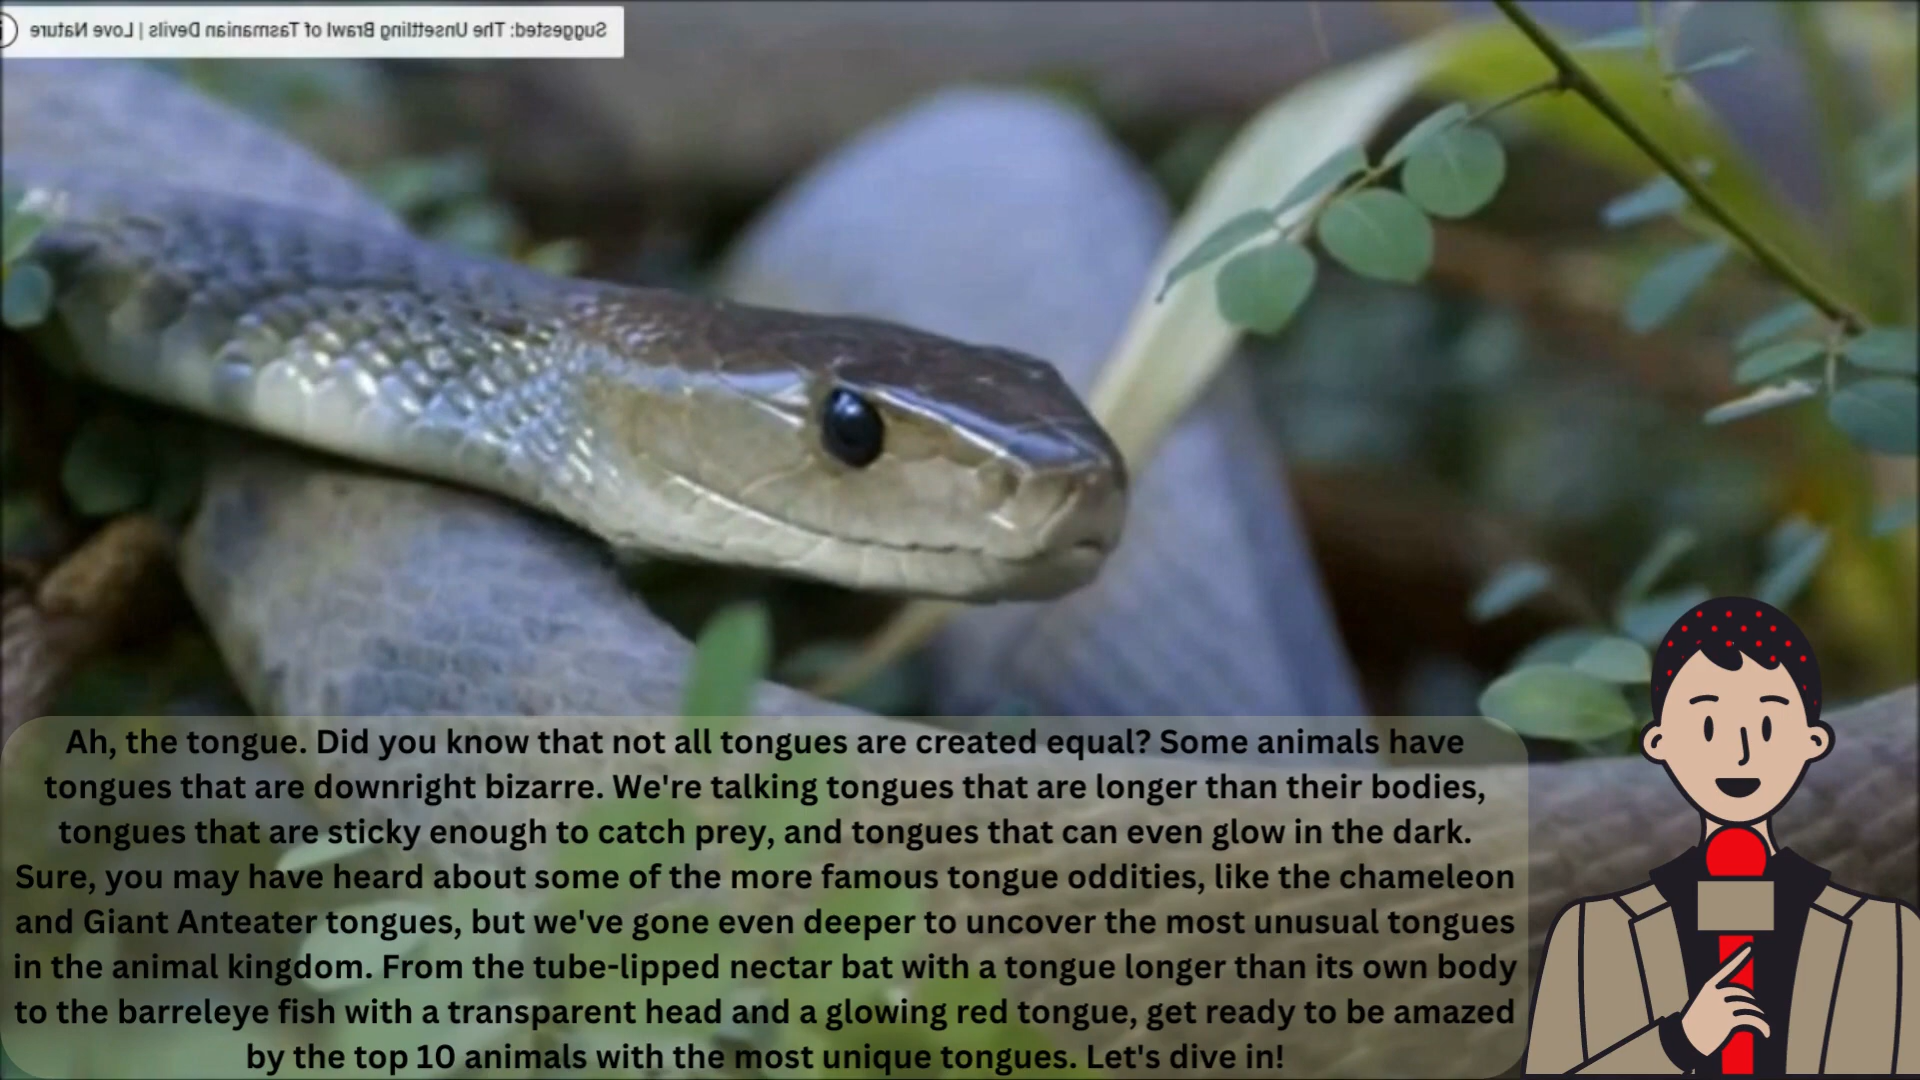 Suggested: The Unsettling Brawl of Tasmanian Devils | Love Nature
Ah, the tongue. Did you know that not all tongues are created equal? Some animals have
tongues that are downright bizarre. We're talking tongues that are longer than their bodies,
tongues that are sticky enough to catch prey, and tongues that can even glow in the dark.
Sure, you may have heard about some of the more famous tongue oddities, like the chameleon
and Giant Anteater tongues, but we've gone even deeper to uncover the most unusual tongues
in the animal kingdom. From the tube-lipped nectar bat with a tongue longer than its own body
to the barreleye fish with a transparent head and a glowing red tongue, get ready to be amazed
by the top 10 animals with the most unique tongues. Let's dive in!